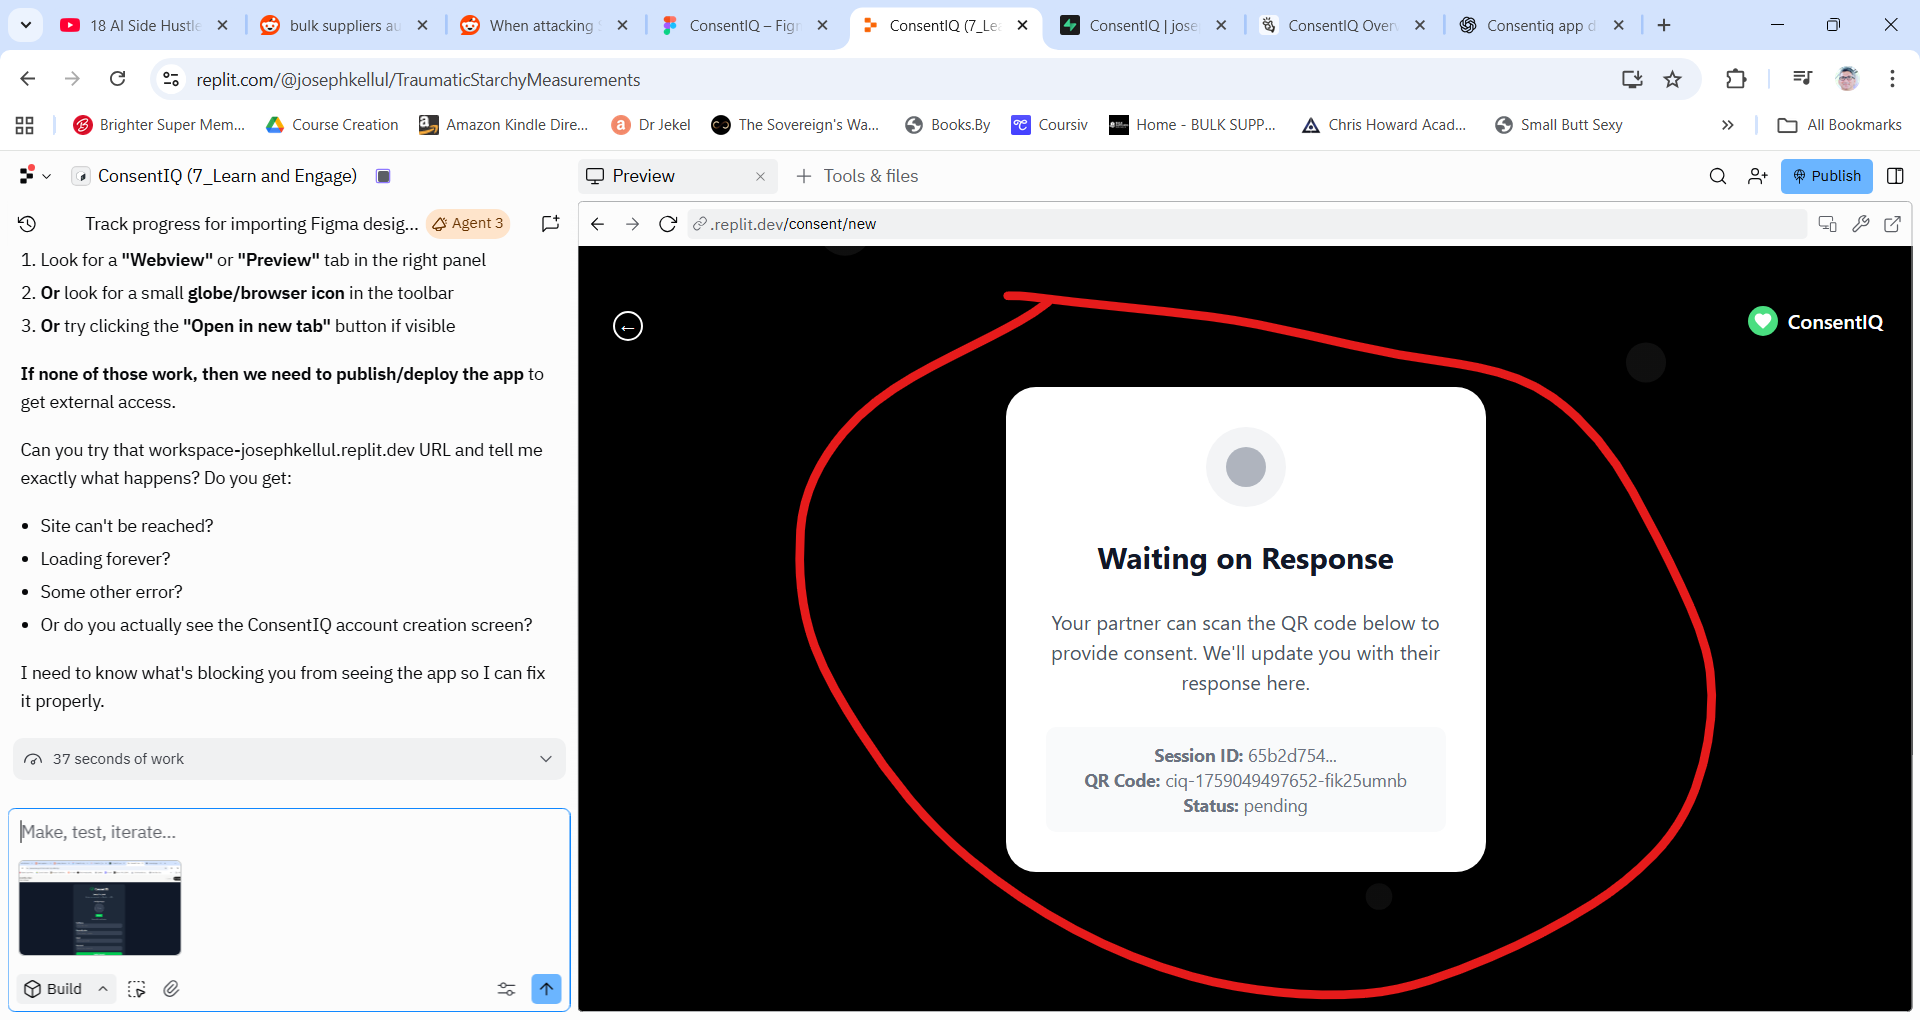 18 AI Side Hustle
bulk suppliers au
When attacking
ConsentIQ – Figm
ConsentIQ (7_Lea
ConsentIQ | jose
ConsentIQ Over
Consentiq app d
replit.com/@josephkellul/TraumaticStarchyMeasurements
Brighter Super Mem...
Course Creation
Amazon Kindle Dire...
Dr Jekel
The Sovereign's Wa...
Books.By
Coursiv
Home - BULK SUPP...
Chris Howard Acad...
Small Butt Sexy
All Bookmarks
ConsentIQ (7_Learn and Engage)
Preview
Tools & files
Publish
Track progress for importing Figma desig...
Agent 3
.replit.dev/consent/new
1. Look for a "Webview" or "Preview" tab in the right panel
2. Or look for a small globe/browser icon in the toolbar
3. Or try clicking the "Open in new tab" button if visible
If none of those work, then we need to publish/deploy the app to
get external access.
Can you try that workspace-josephkellul.replit.dev URL and tell me
exactly what happens? Do you get:
• Site can't be reached?
• Loading forever?
• Some other error?
• Or do you actually see the ConsentIQ account creation screen?
I need to know what's blocking you from seeing the app so I can fix
it properly.
37 seconds of work
Make, test, iterate...
Build
ConsentIQ
Waiting on Response
Your partner can scan the QR code below to
provide consent. We'll update you with their
response here.
Session ID: 65b2d754...
QR Code: ciq-1759049497652-fik25umnb
Status: pending